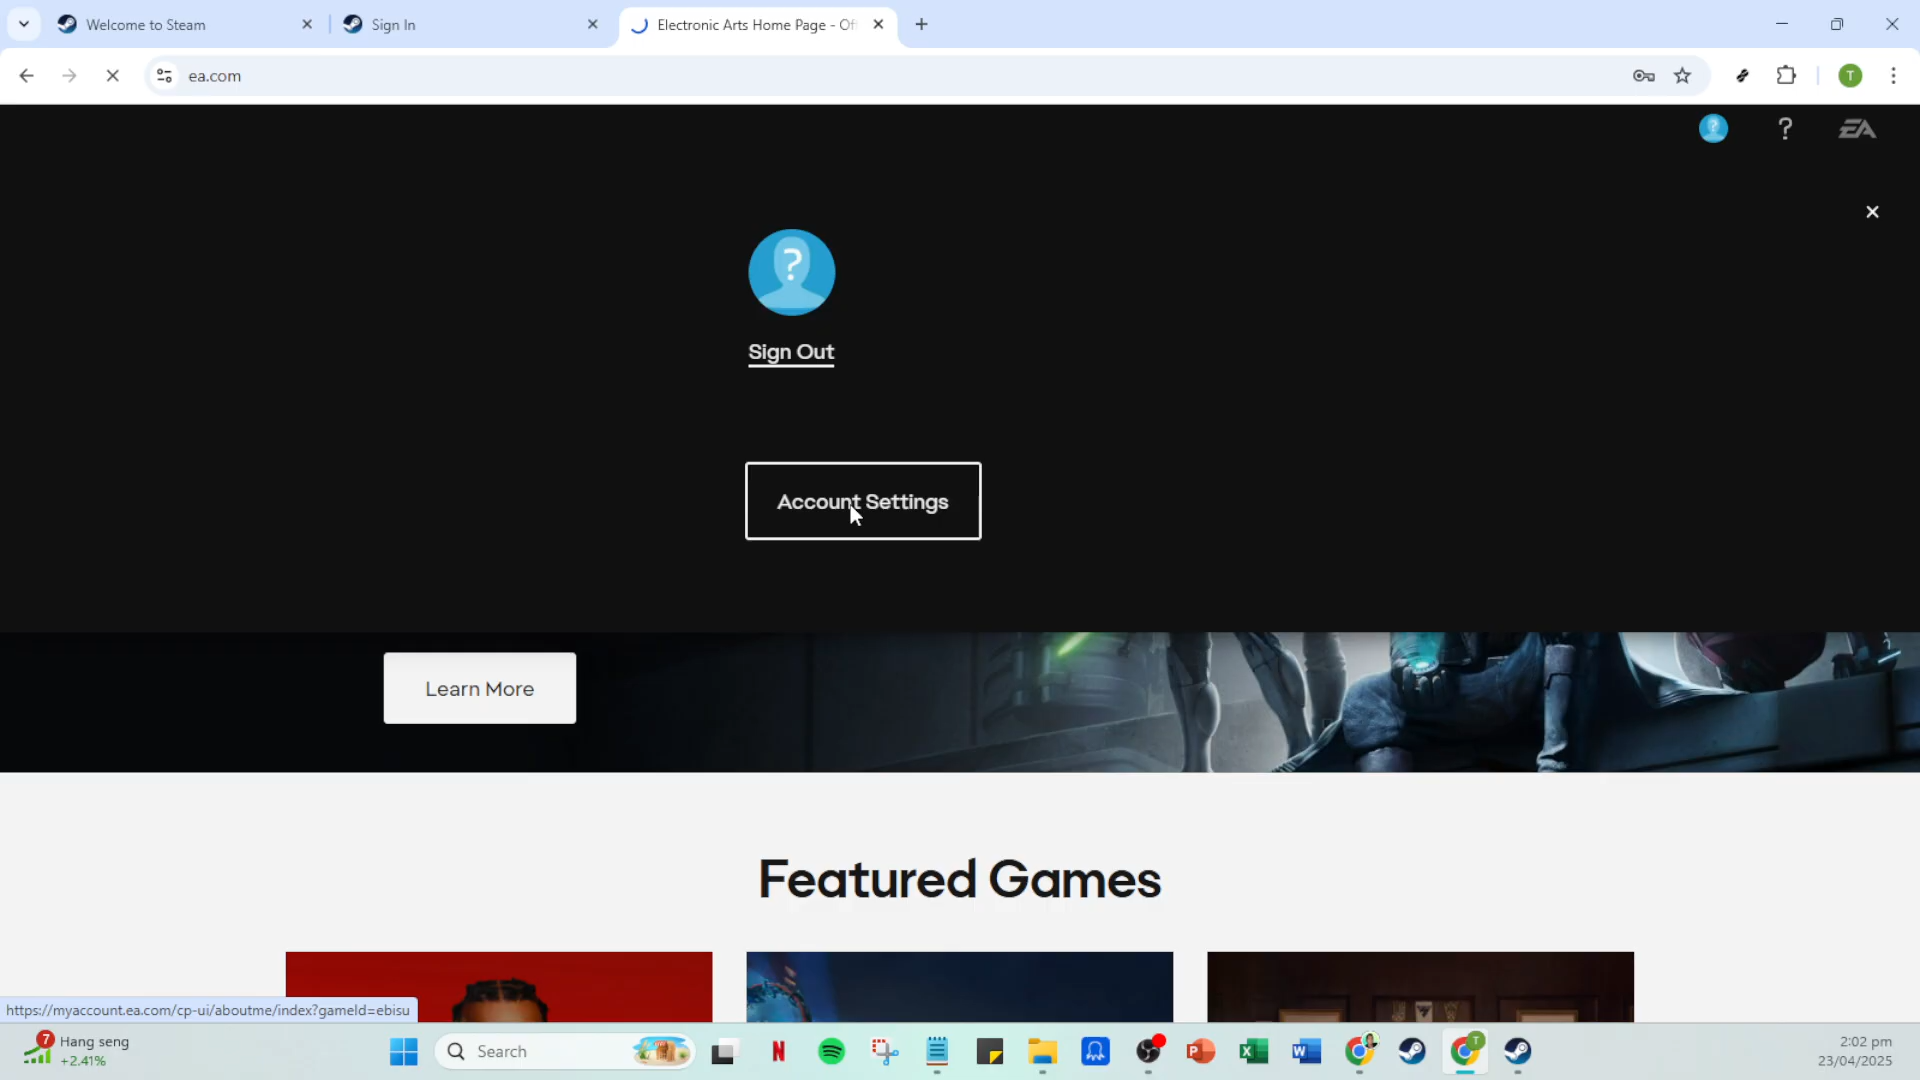 Welcome to Steam
Sign In
Electronic Arts Home Page - Of
ea.com
T
?
EA
?
Sign Out
Account Settings
Learn More
Featured Games
https://myaccount.ea.com/cp-ui/aboutme/index?gameId=ebisu
7
Hang seng
+2.41%
Search
2:02 pm
23/04/2025